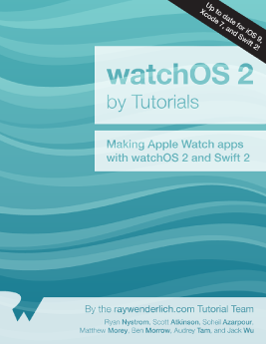 Up to date for iOS 9,
Xcode 7, and Swift 2!
watchOS 2
by Tutorials
Making Apple Watch apps
with watchOS 2 and Swift 2
By the raywenderlich.com Tutorial Team
Ryan Nystrom, Scott Atkinson, Soheil Azarpour,
Matthew Morey, Ben Morrow, Audrey Tam, and Jack Wu